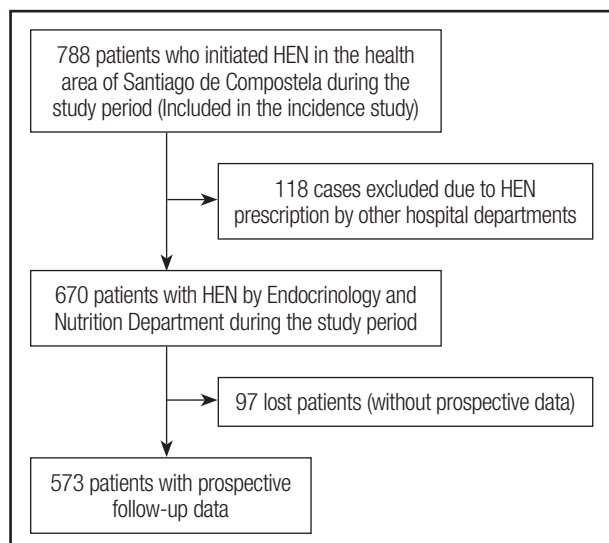 788 patients who initiated HEN in the health
area of Santiago de Compostela during the
study period (Included in the incidence study)
118 cases excluded due to HEN
prescription by other hospital departments
670 patients with HEN by Endocrinology and
Nutrition Department during the study period
97 lost patients (without prospective data)
573 patients with prospective
follow-up data